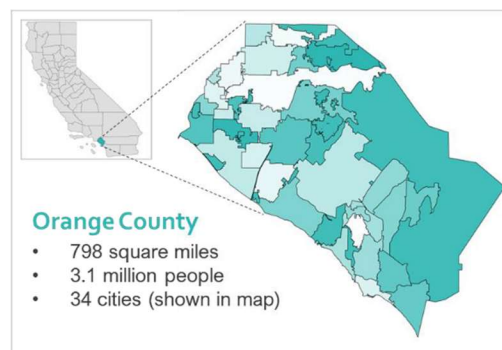 Orange County
• 798 square miles
• 3.1 million people
• 34 cities (shown in map)